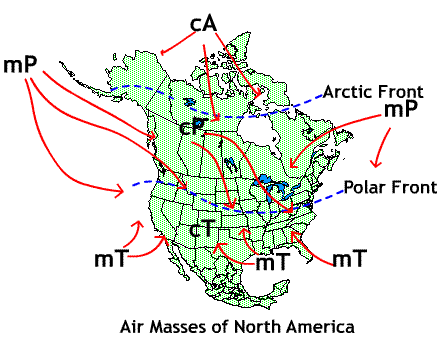 cA
mP
Arctic Front
mP
cP
Polar Front
cT
mT
mT
mT
Air Masses of North America